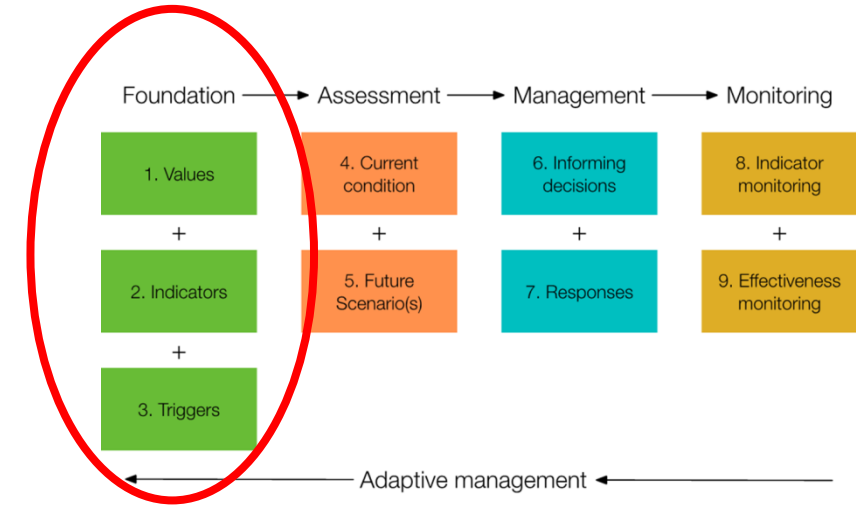 Foundation
Assessment
Management
Monitoring
1. Values
4. Current
condition
6. Informing
decisions
8. Indicator
monitoring
+
+
+
+
2. Indicators
5. Future
Scenario(s)
7. Responses
9. Effectiveness
monitoring
+
3. Triggers
Adaptive management